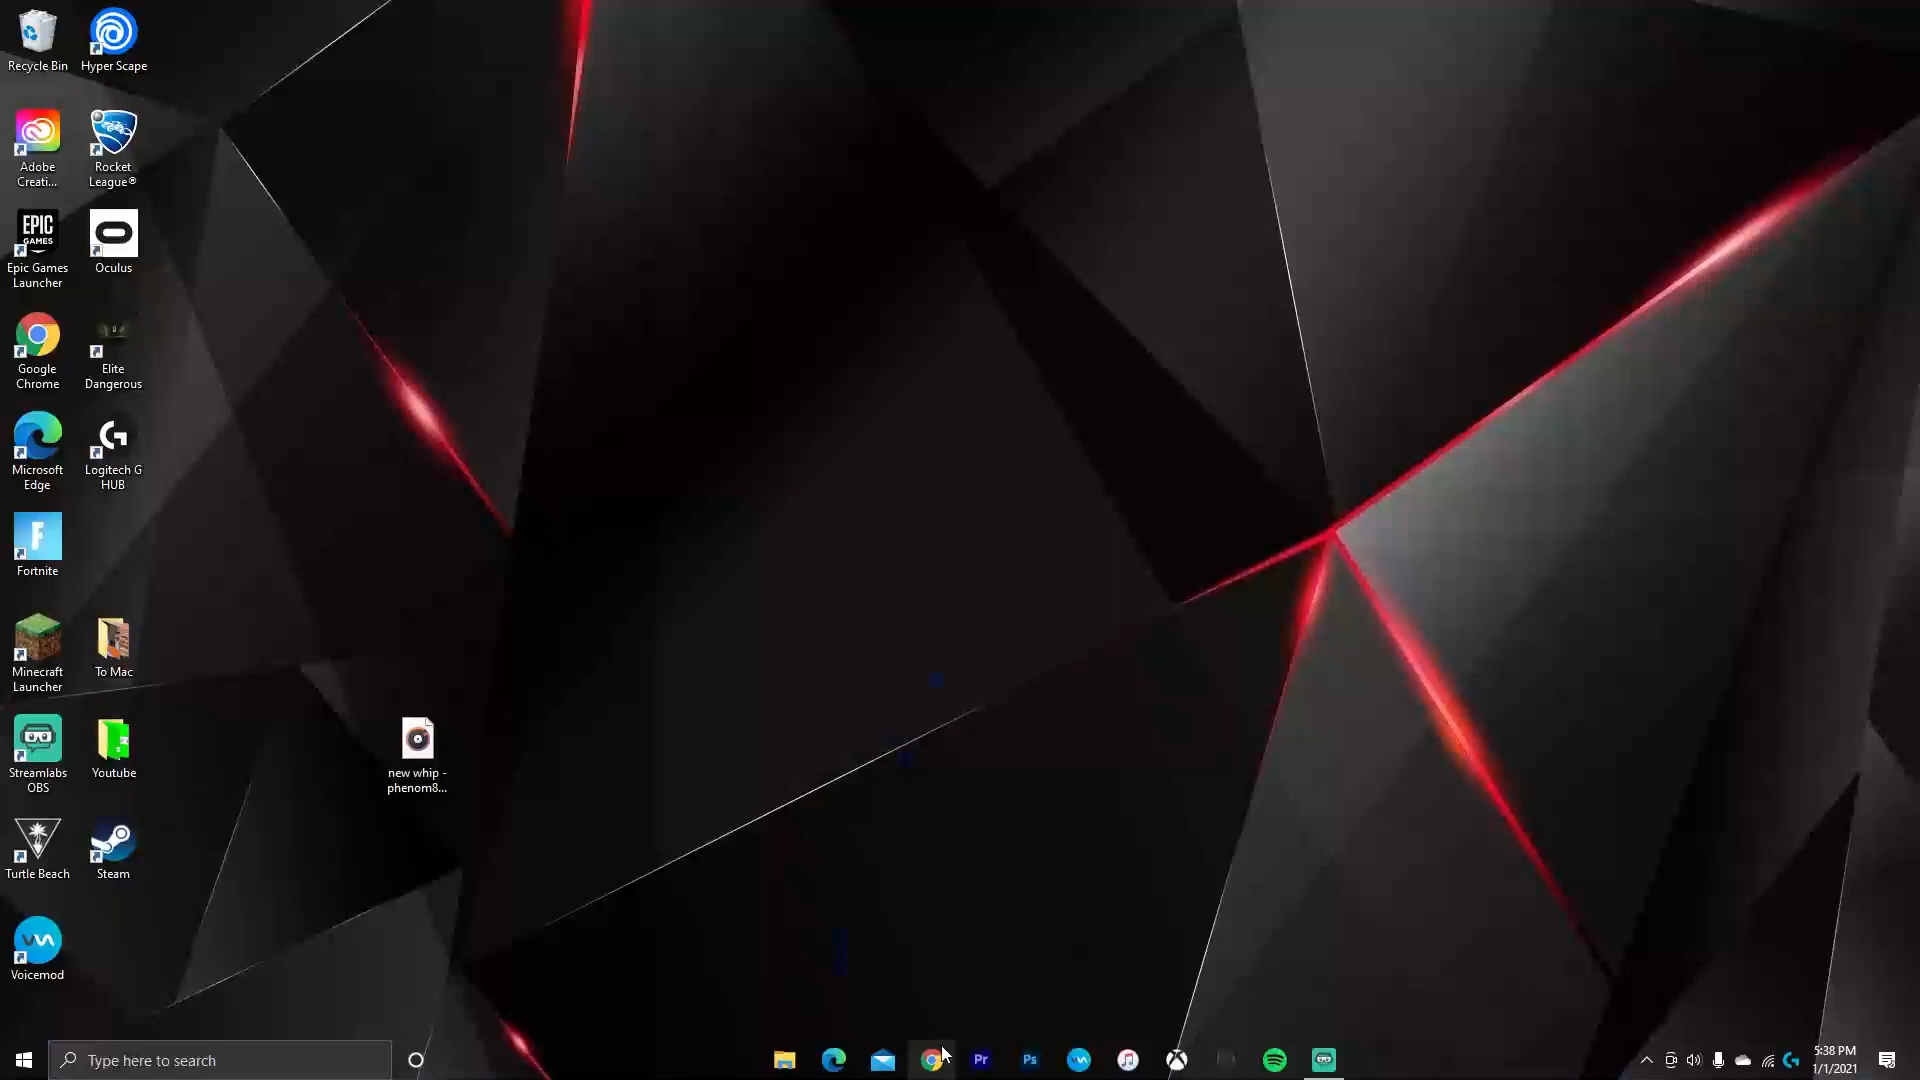 Recycle Bin
Hyper Scape
Adobe
Creati...
Rocket
League®
EPIC
GAMES
Epic Games
Launcher
Oculus
Google
Chrome
Elite
Dangerous
Microsoft
Edge
Logitech G
HUB
F
Fortnite
Minecraft
Launcher
To Mac
Streamlabs
OBS
Youtube
new whip -
phenom8...
Turtle Beach
Steam
Voicemod
Type here to search
Pr
Ps
5:38 PM
1/1/2021